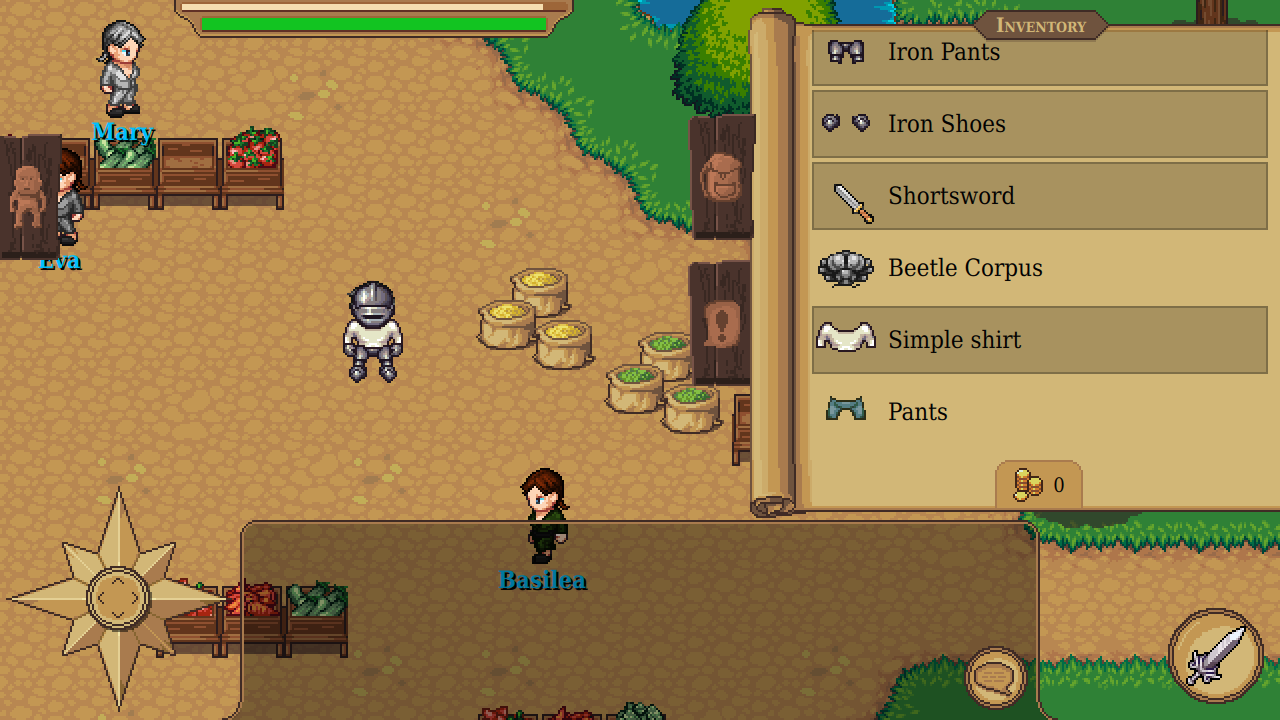 Inventory
Iron Pants
Iron Shoes
Shortsword
Beetle Corpus
Simple shirt
Pants
0
Mary
Eva
Basilea